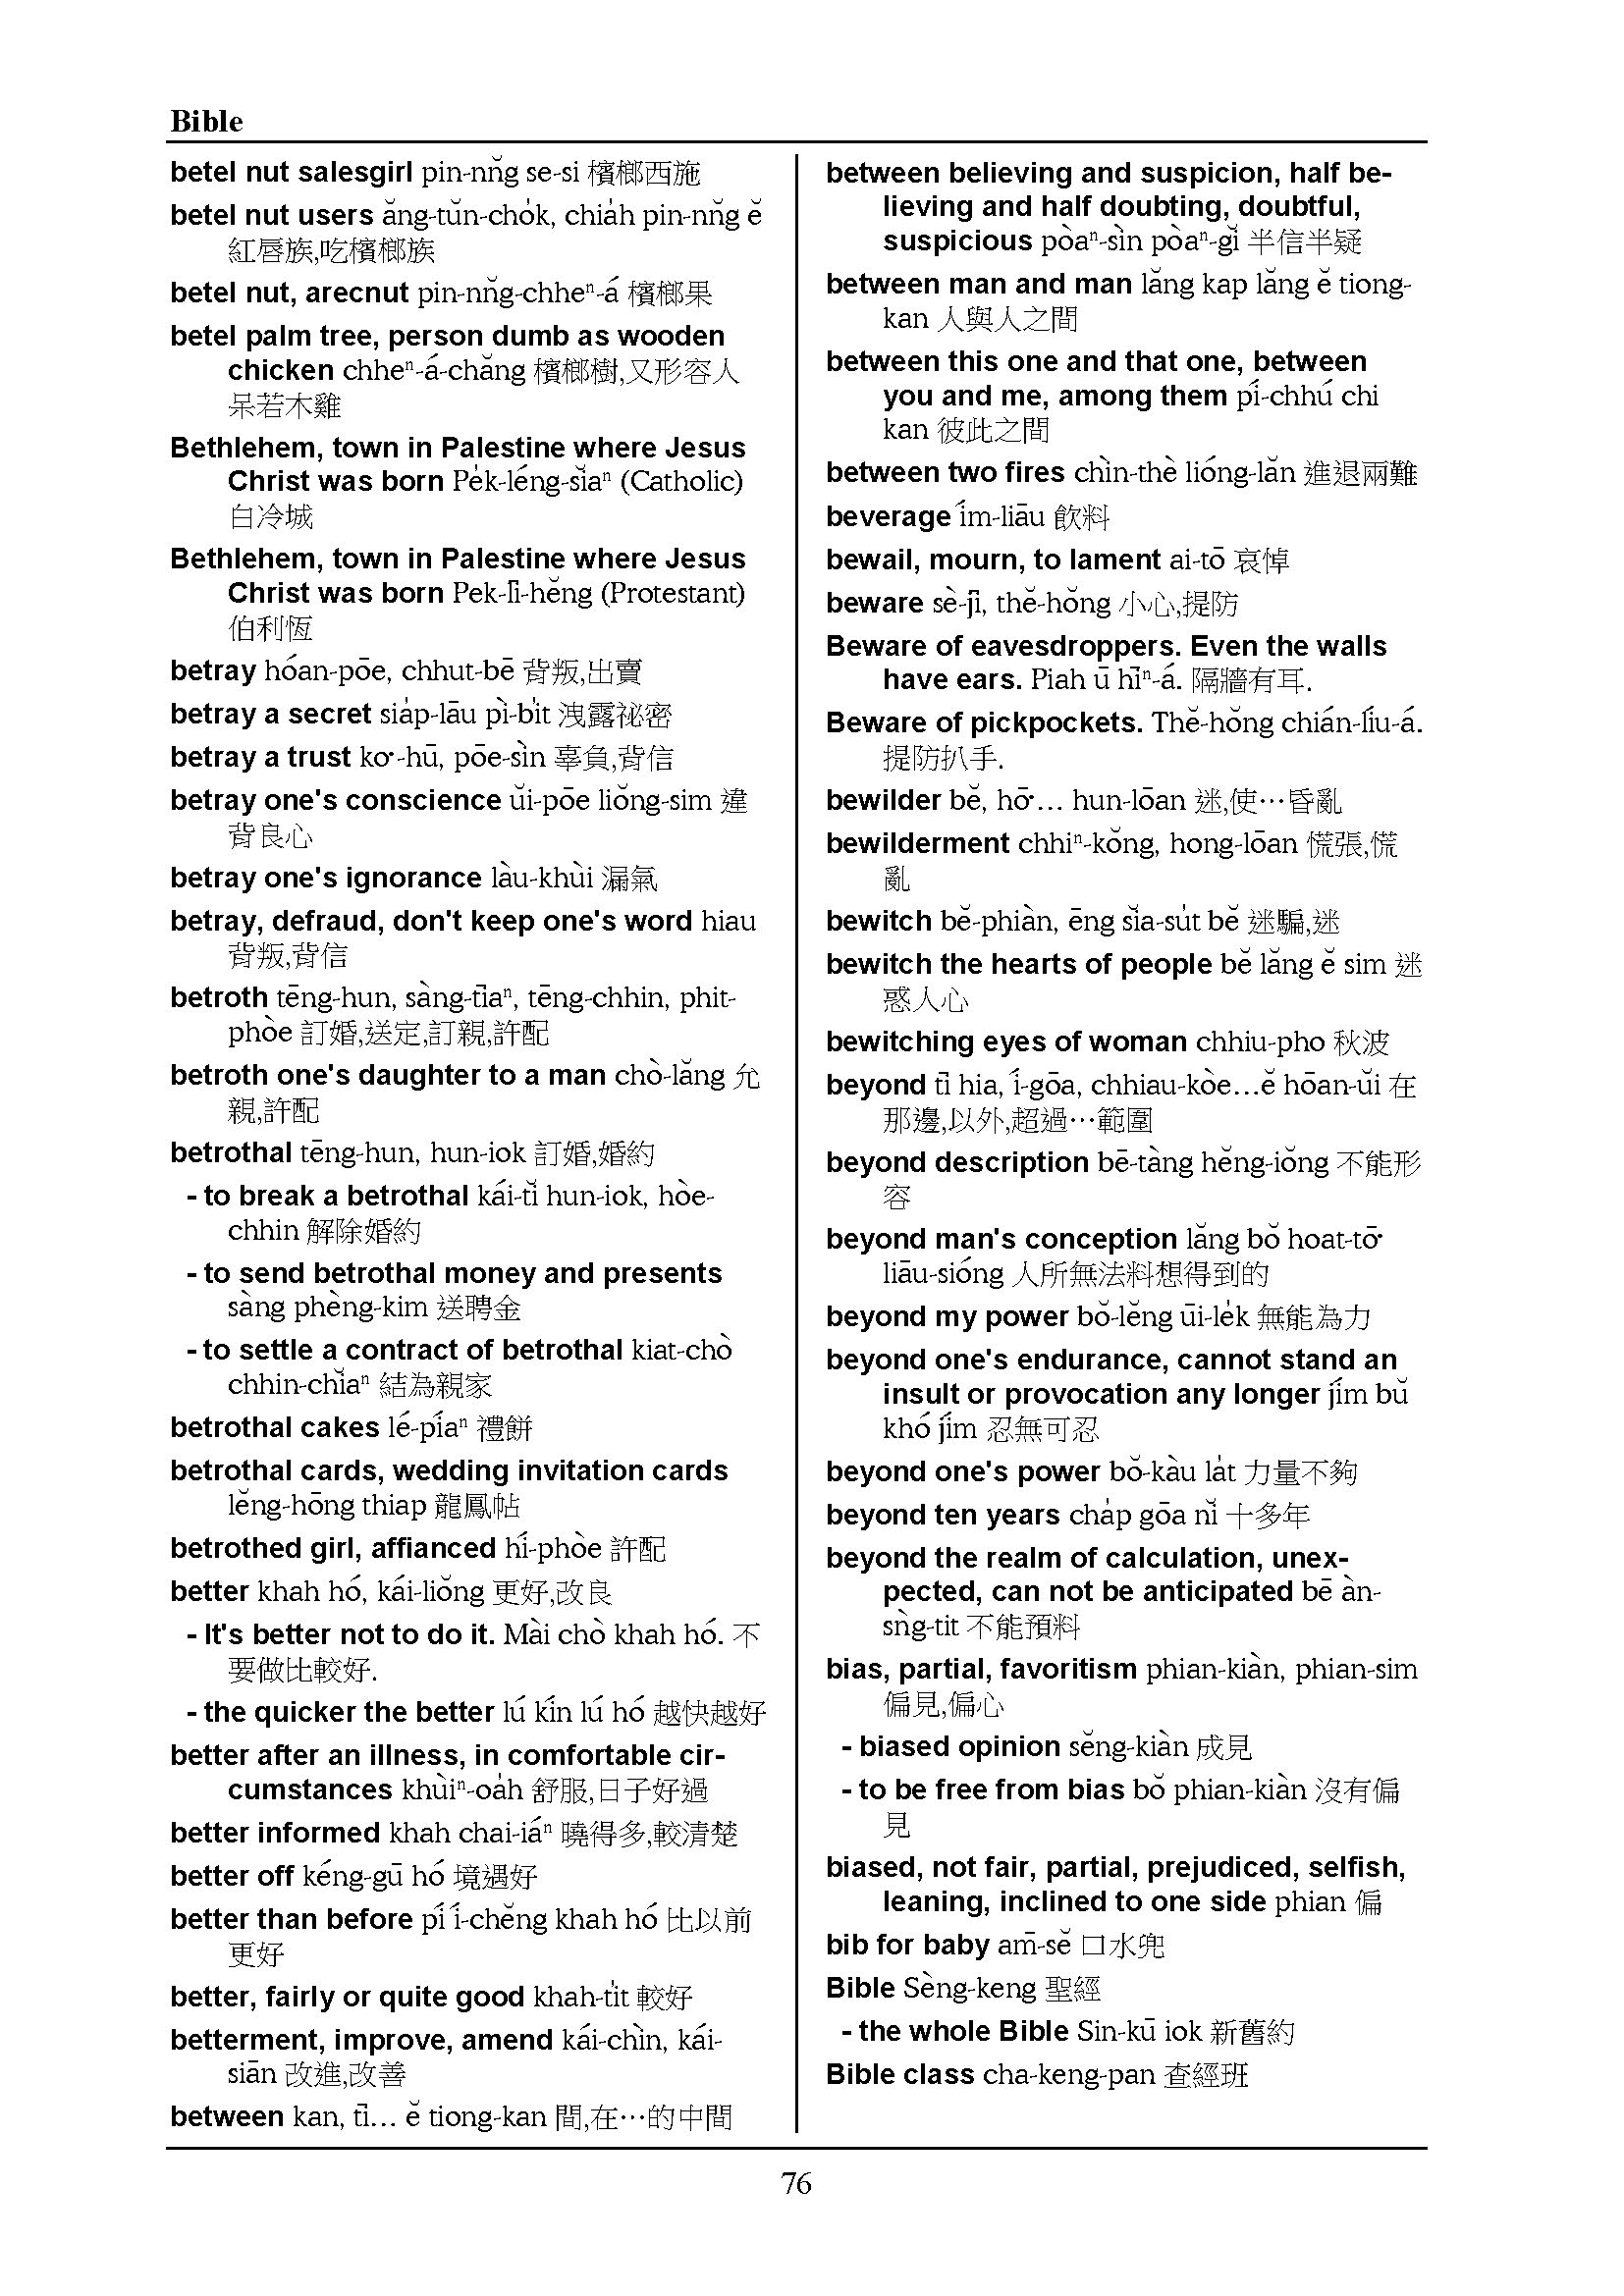 Bible
betel nut salesgirl pin-nn̆g se-si 檳榔西施
betel nut users ăng-tŭn-cho̍k, chia̍h pin-nn̆g ĕ
紅唇族,吃檳榔族
betel nut, arecnut pin-nn̆g-chheⁿ-á 檳榔果
betel palm tree, person dumb as wooden
chicken chheⁿ-á-chăng 檳榔樹,又形容人
呆若木雞
Bethlehem, town in Palestine where Jesus
Christ was born Pe̍k-léng-sĭaⁿ (Catholic)
白冷城
Bethlehem, town in Palestine where Jesus
Christ was born Pek-lī-hĕng (Protestant)
伯利恆
betray hóan-pōe, chhut-bē 背叛,出賣
betray a secret sia̍p-lāu pì-bi̍t 洩露祕密
betray a trust ko͘-hū, pōe-sìn 辜負,背信
betray one's conscience ŭi-pōe liŏng-sim 違
背良心
betray one's ignorance làu-khùi 漏氣
betray, defraud, don't keep one's word hiau
背叛,背信
betroth tēng-hun, sàng-tīaⁿ, tēng-chhin, phit-
phòe 訂婚,送定,訂親,許配
betroth one's daughter to a man chò-lăng 允
親,許配
betrothal tēng-hun, hun-iok 訂婚,婚約
- to break a betrothal kái-tĭ hun-iok, hòe-
chhin 解除婚約
- to send betrothal money and presents
sàng phèng-kim 送聘金
- to settle a contract of betrothal kiat-chò
chhin-chĭaⁿ 結為親家
betrothal cakes lé-píaⁿ 禮餅
betrothal cards, wedding invitation cards
lĕng-hōng thiap 龍鳳帖
betrothed girl, affianced hí-phòe 許配
better khah hó, kái-liŏng 更好,改良
- It's better not to do it. Mài chò khah hó. 不
要做比較好.
- the quicker the better lú kín lú hó 越快越好
better after an illness, in comfortable cir-
cumstances khùiⁿ-oa̍h 舒服,日子好過
better informed khah chai-iáⁿ 曉得多,較清楚
better off kéng-gū hó 境遇好
better than before pí í-chĕng khah hó 比以前
更好
better, fairly or quite good khah-ti̍t 較好
betterment, improve, amend kái-chìn, kái-
siān 改進,改善
between kan, tī... ĕ tiong-kan 間,在⋯的中間
between believing and suspicion, half be-
lieving and half doubting, doubtful,
suspicious pòaⁿ-sìn pòaⁿ-gĭ 半信半疑
between man and man lăng kap lăng ĕ tiong-
kan 人與人之間
between this one and that one, between
you and me, among them pí-chhú chi
kan 彼此之間
between two fires chìn-thè lióng-lăn 進退兩難
beverage ím-liāu 飲料
bewail, mourn, to lament ai-tō 哀悼
beware sè-jī, thĕ-hŏng 小心,提防
Beware of eavesdroppers. Even the walls
have ears. Piah ū hīⁿ-á. 隔牆有耳.
Beware of pickpockets. Thĕ-hŏng chián-líu-á.
提防扒手.
bewilder bĕ, hō͘... hun-lōan 迷,使⋯昏亂
bewilderment chhiⁿ-kŏng, hong-lōan 慌張,慌
亂
bewitch bĕ-phiàn, ēng sĭa-su̍t bĕ 迷騙,迷
bewitch the hearts of people bĕ lăng ĕ sim 迷
惑人心
bewitching eyes of woman chhiu-pho 秋波
beyond tī hia, í-gōa, chhiau-kòe...ĕ hōan-ŭi 在
那邊,以外,超過⋯範圍
beyond description bē-tàng hĕng-iŏng 不能形
容
beyond man's conception lăng bŏ hoat-tō͘
liāu-sióng 人所無法料想得到的
beyond my power bŏ-lĕng ūi-le̍k 無能為力
beyond one's endurance, cannot stand an
insult or provocation any longer jím bŭ
khó jím 忍無可忍
beyond one's power bŏ-kàu la̍t 力量不夠
beyond ten years cha̍p gōa nĭ 十多年
beyond the realm of calculation, unex-
pected, can not be anticipated bē àn-
sǹg-tit 不能預料
bias, partial, favoritism phian-kiàn, phian-sim
偏見,偏心
- biased opinion sĕng-kiàn 成見
- to be free from bias bŏ phian-kiàn 沒有偏
見
biased, not fair, partial, prejudiced, selfish,
leaning, inclined to one side phian 偏
bib for baby am̄-sĕ 口水兜
Bible Sèng-keng 聖經
- the whole Bible Sin-kū iok 新舊約
Bible class cha-keng-pan 查經班
76